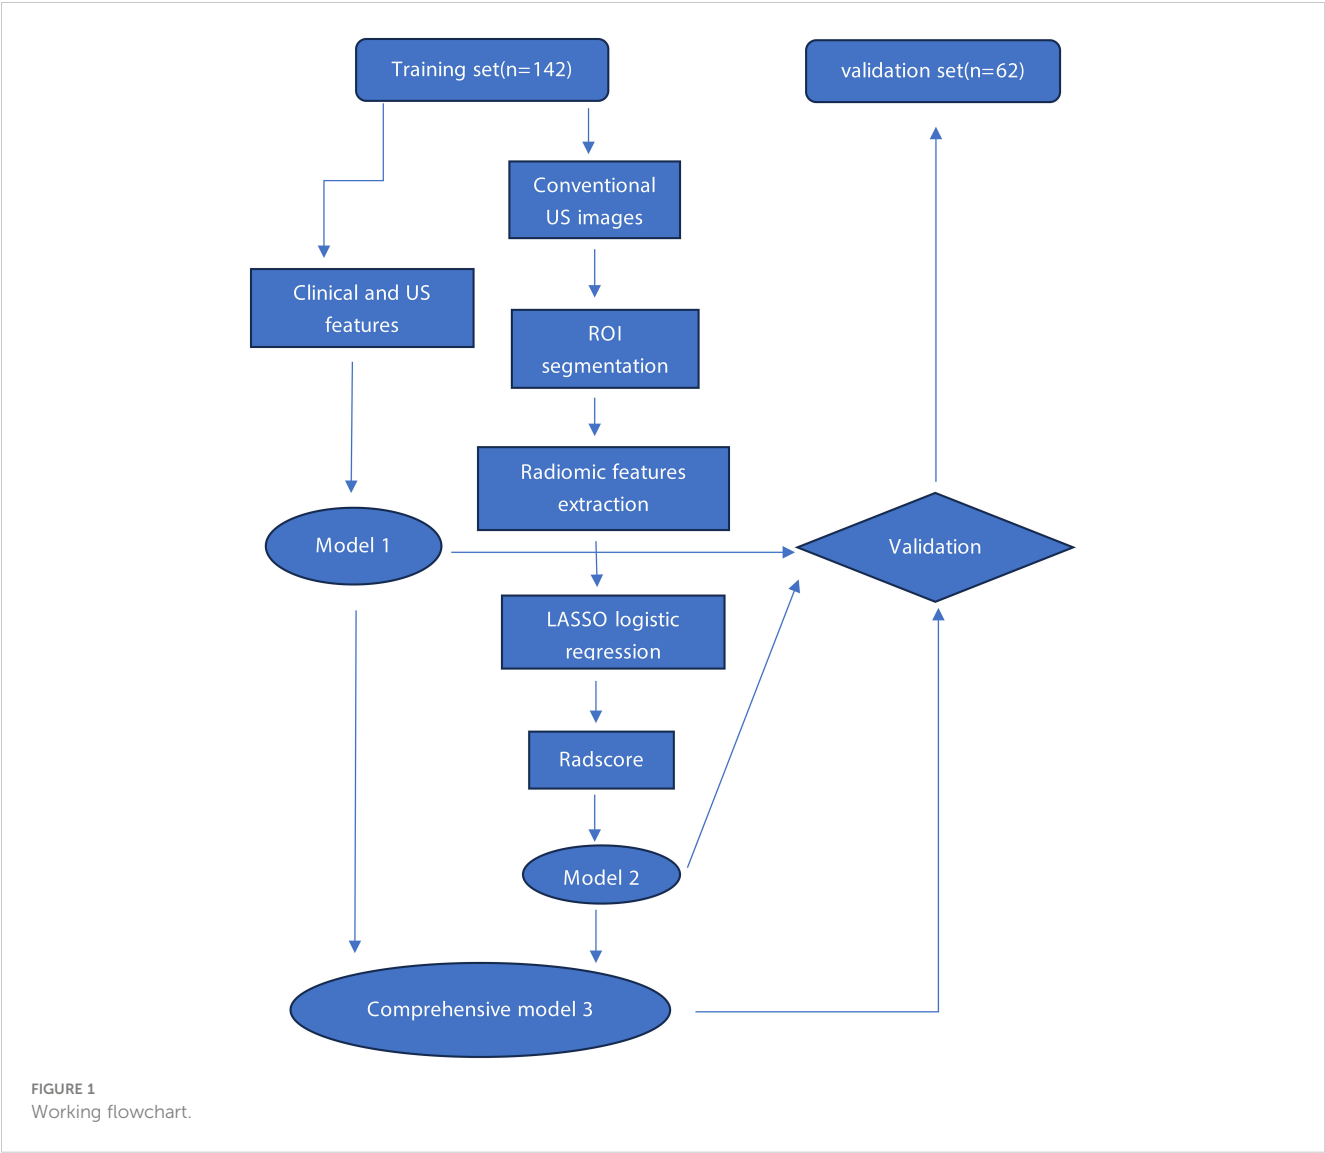 Training set(n=142)
validation set(n=62)
Conventional
US images
Clinical and US
features
ROI
segmentation
Radiomic features
extraction
Model 1
Validation
LASSO logistic
regression
Radscore
Model 2
Comprehensive model 3
FIGURE 1
Working flowchart.